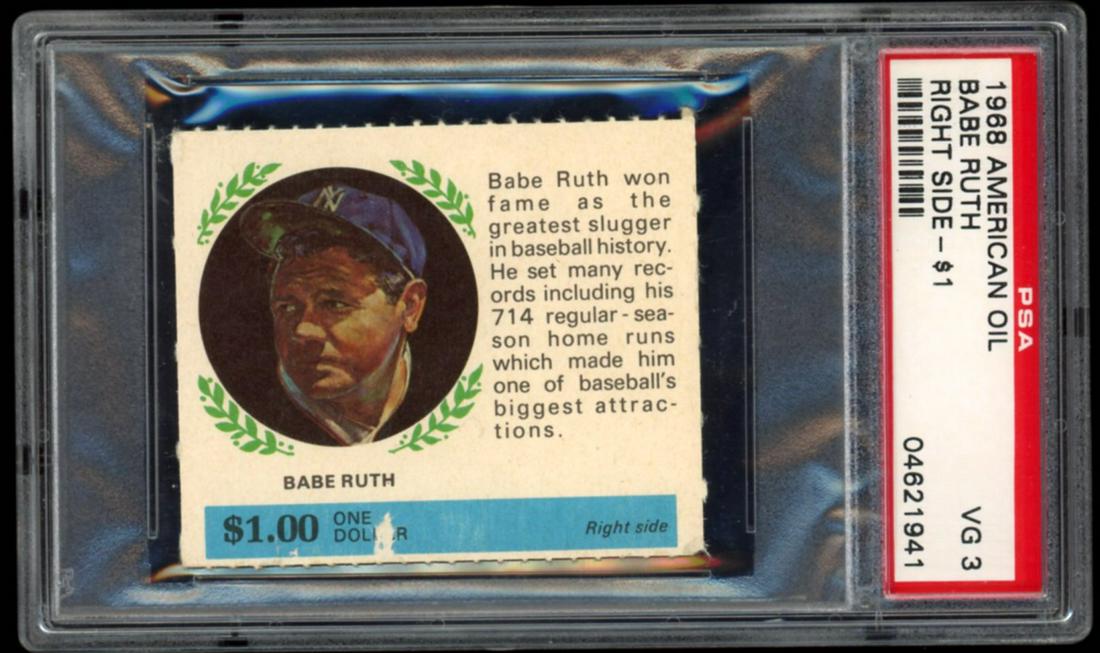 Babe Ruth won
fame as the
greatest slugger
in baseball history.
He set many rec-
ords including his
714 regular-sea-
son home runs
which made him
one of baseball's
biggest attrac-
tions.
BABE RUTH
$1.00 ONE
DOLL R
Right side
1968 AMERICAN OIL
BABE RUTH
RIGHT SIDE - $1
VG 3
04621941
PSA
NY